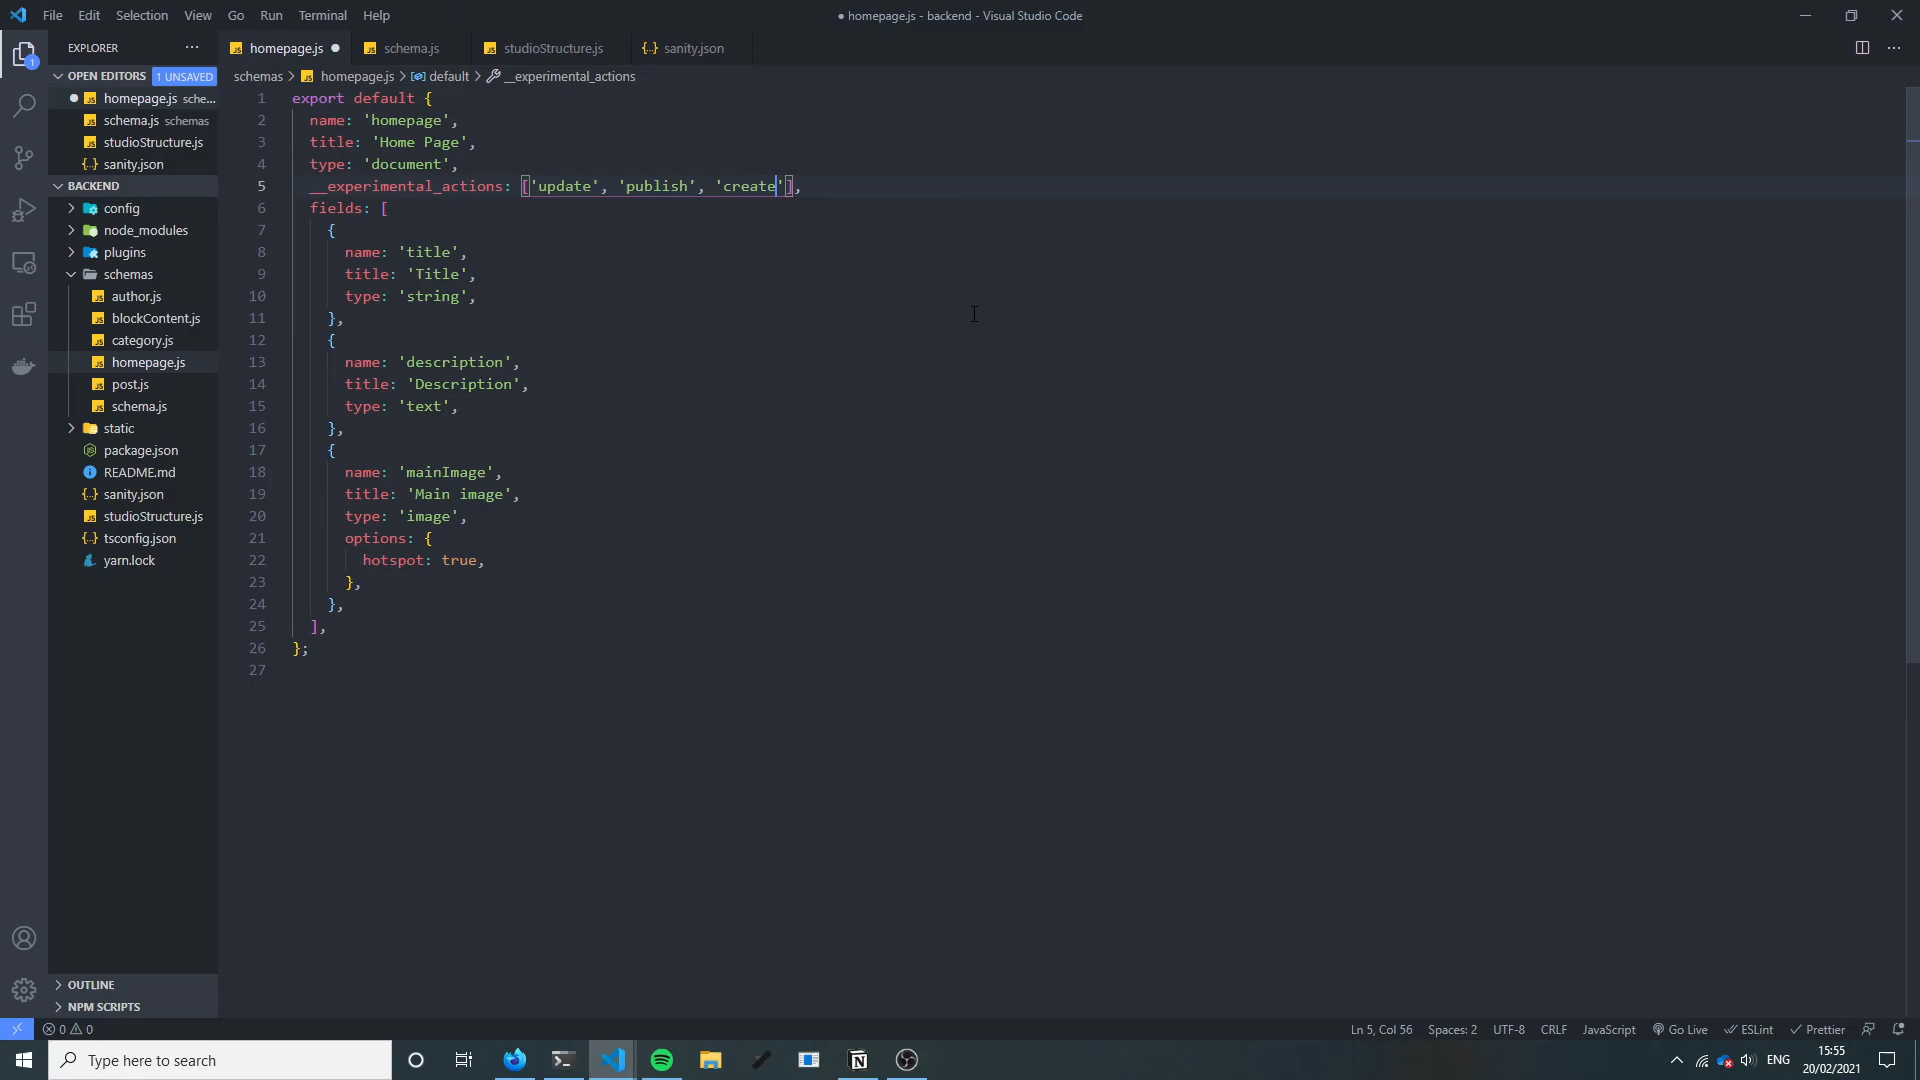 File Edit Selection View Go Run Terminal Help
● homepage.js - backend - Visual Studio Code
EXPLORER
homepage.js
schema.js
studioStructure.js
{..} sanity.json
OPEN EDITORS 1 UNSAVED
homepage.js sche...
schema.js schemas
studioStructure.js
{..} sanity.json
BACKEND
config
node_modules
plugins
schemas
author.js
blockContent.js
category.js
homepage.js
post.js
schema.js
static
package.json
README.md
sanity.json
studioStructure.js
tsconfig.json
yarn.lock
OUTLINE
NPM SCRIPTS
schemas > homepage.js > default > __experimental_actions
1 export default {
2 name: 'homepage',
3 title: 'Home Page',
4 type: 'document',
5 __experimental_actions: ['update', 'publish', 'create'],
6 fields: [
7 {
8 name: 'title',
9 title: 'Title',
10 type: 'string',
11 },
12 {
13 name: 'description',
14 title: 'Description',
15 type: 'text',
16 },
17 {
18 name: 'mainImage',
19 title: 'Main image',
20 type: 'image',
21 options: {
22 hotspot: true,
23 },
24 },
25 ],
26 };
27
0 0
Ln 5, Col 56 Spaces: 2 UTF-8 CRLF JavaScript Go Live ESLint Prettier
Type here to search
ENG
15:55
20/02/2021